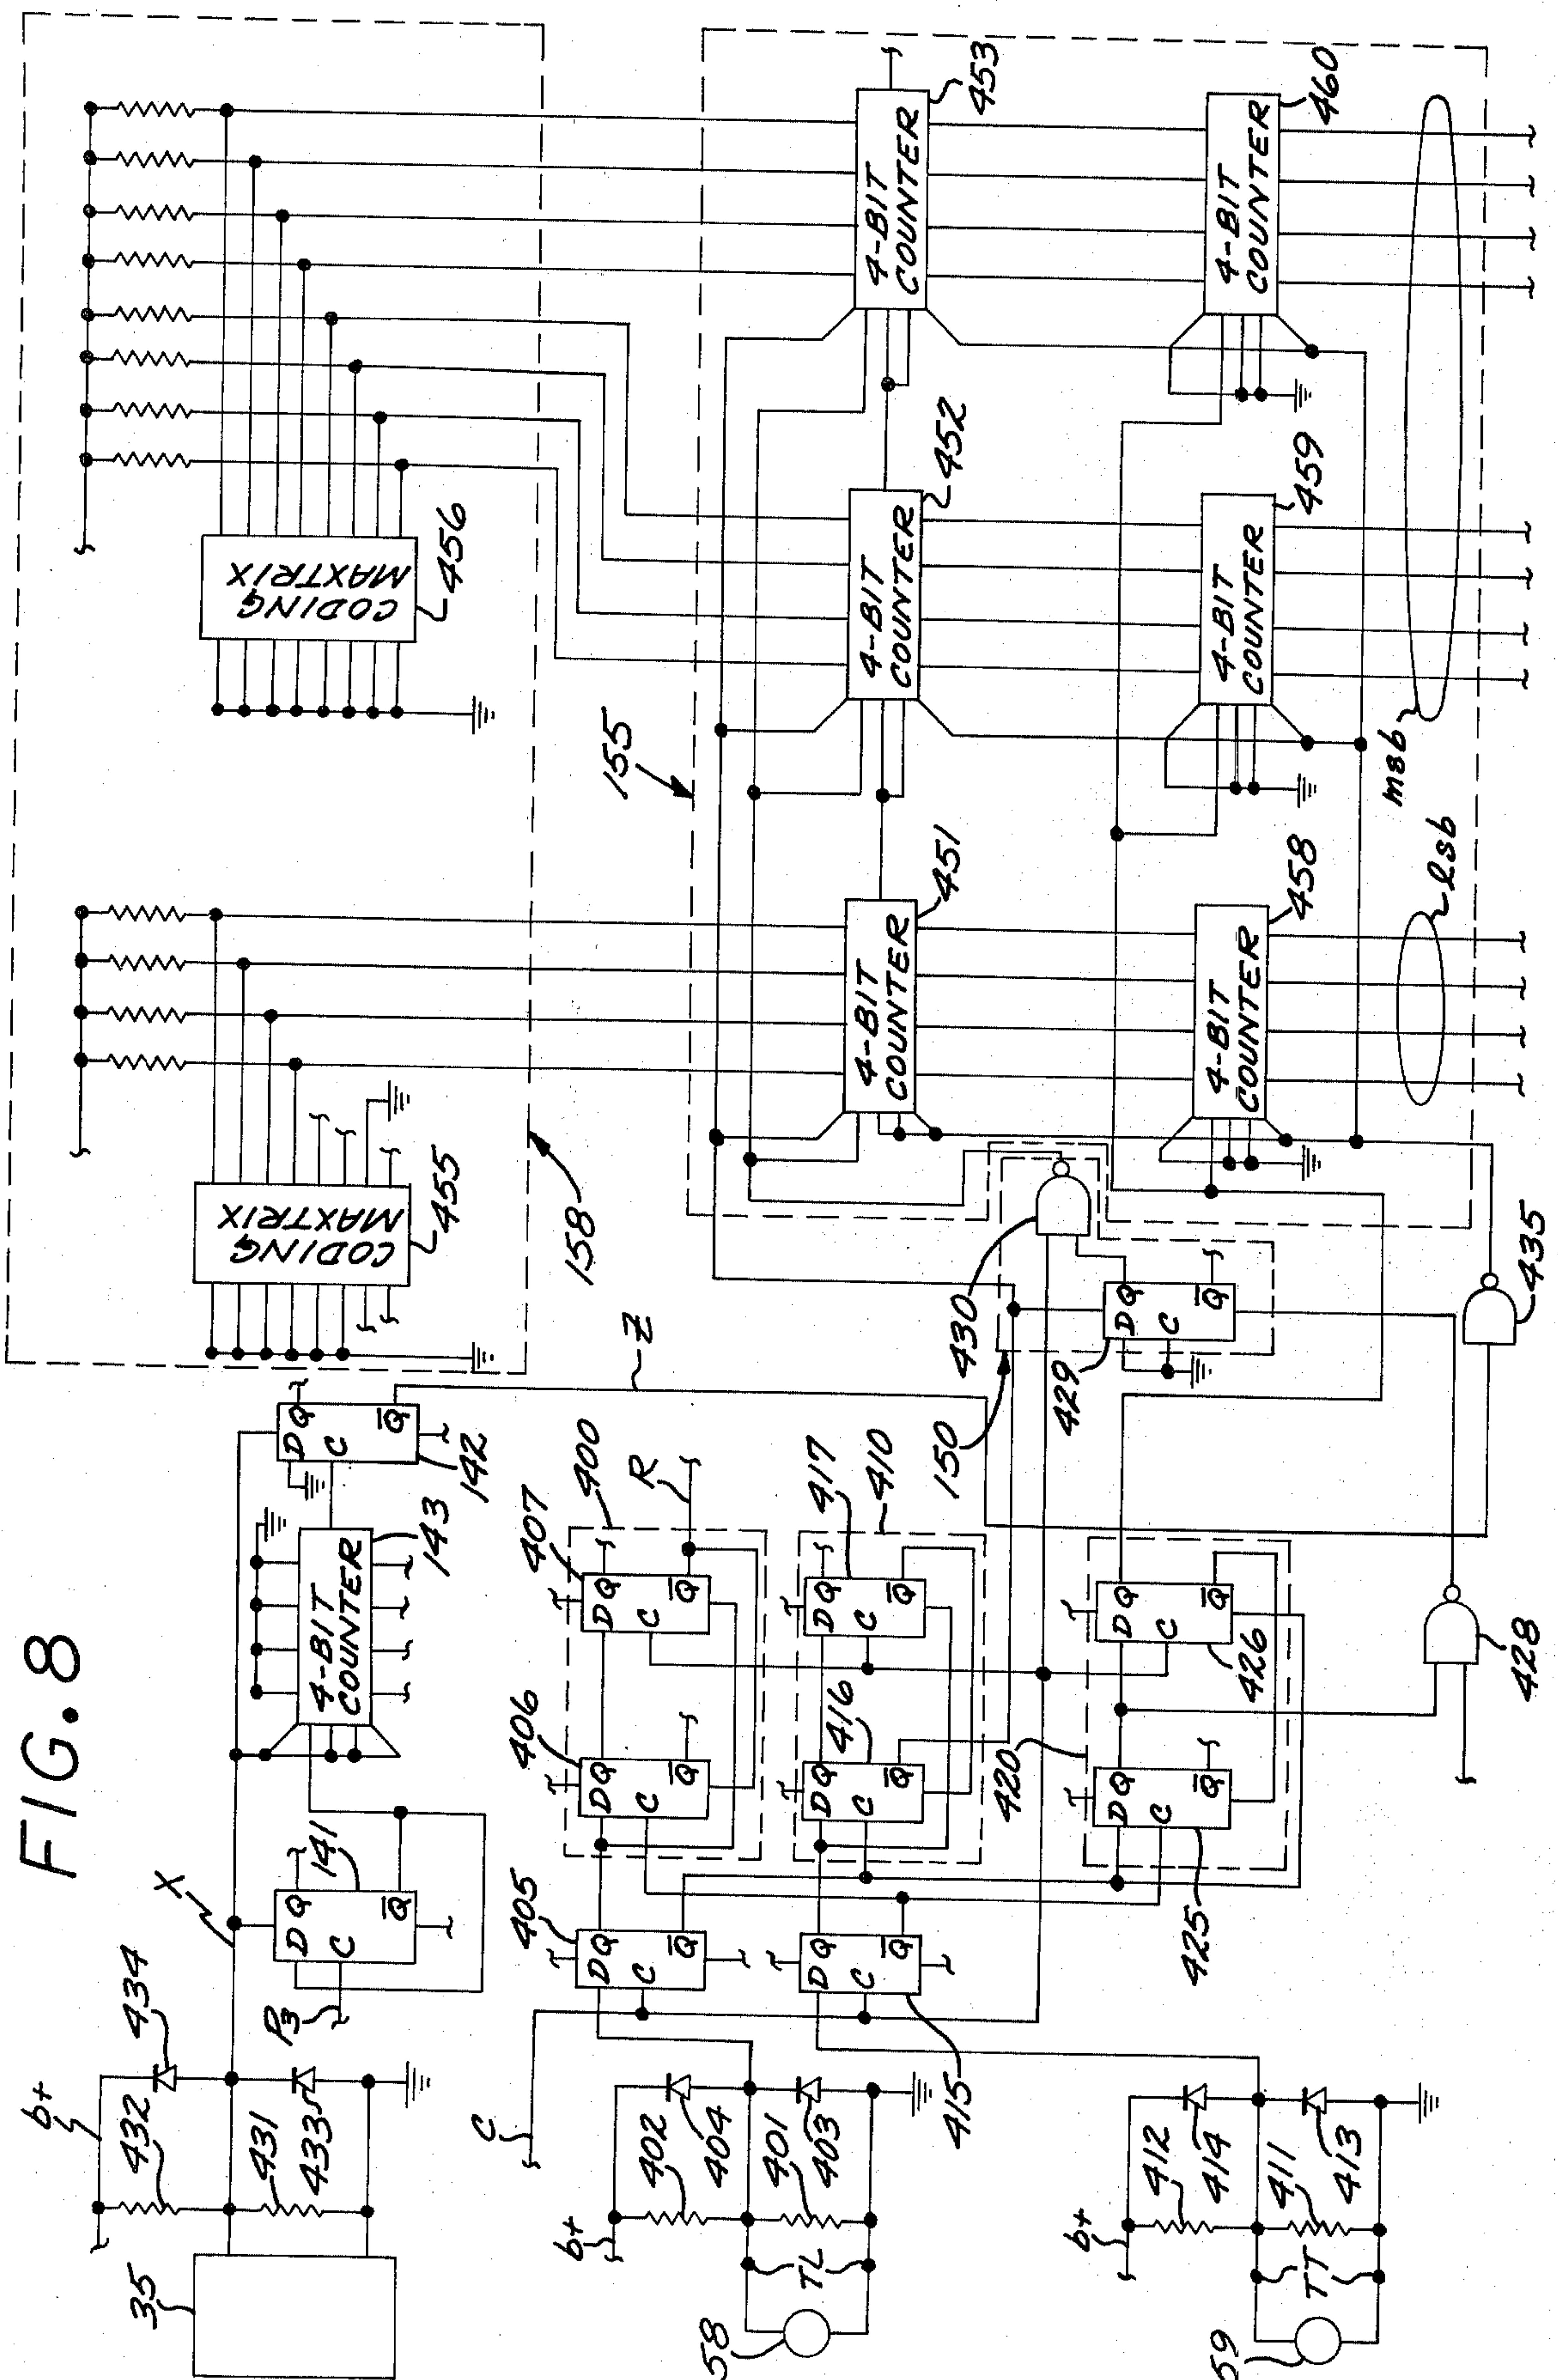 FIG. 8
35
b+
432
434
431
433
X
P3
D Q
C
Q̅
141
4-BIT
COUNTER
143
D Q
C
Q̅
142
Z
CODING
MAXTRIX
455
158
CODING
MAXTRIX
456
58
b+
402
404
TL
401
403
C
D Q
C
Q̅
405
D Q
C
Q̅
406
D Q
C
Q̅
407
400
R
D Q
C
Q̅
415
D Q
C
Q̅
416
D Q
C
Q̅
417
410
59
b+
412
414
TT
411
413
D Q
C
Q̅
425
420
D Q
C
Q̅
426
428
150
D Q
C
Q̅
429
430
435
155
4-BIT
COUNTER
451
4-BIT
COUNTER
452
4-BIT
COUNTER
453
4-BIT
COUNTER
458
4-BIT
COUNTER
459
4-BIT
COUNTER
460
lsb
msb